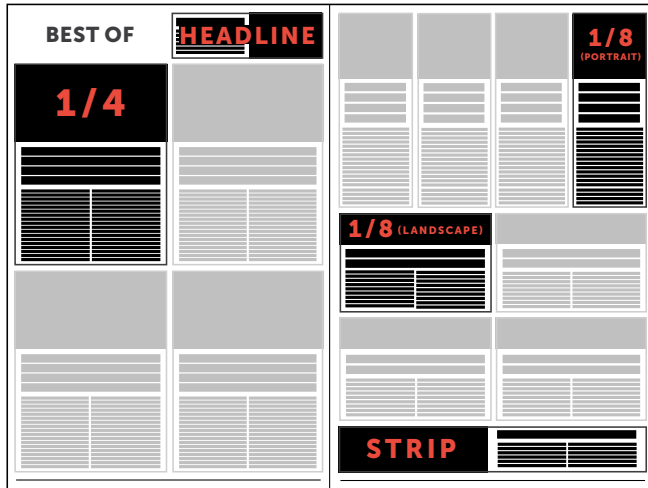 BEST OF
HEADLINE
1/4
1/8
(PORTRAIT)
1/8 (LANDSCAPE)
STRIP